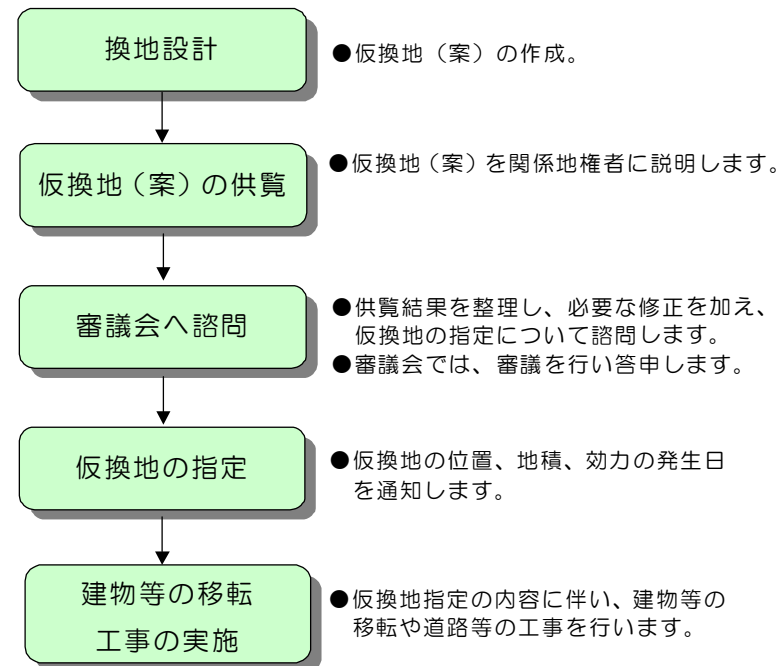 換地設計
●仮換地（案）の作成。
仮換地（案）の供覧
●仮換地（案）を関係地権者に説明します。
審議会へ諮問
●供覧結果を整理し、必要な修正を加え、
仮換地の指定について諮問します。
●審議会では、審議を行い答申します。
仮換地の指定
●仮換地の位置、地積、効力の発生日
を通知します。
建物等の移転
工事の実施
●仮換地指定の内容に伴い、建物等の
移転や道路等の工事を行います。